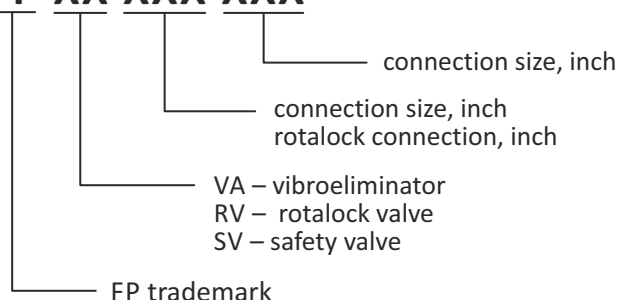 connection size, inch
connection size, inch
rotalock connection, inch
VA – vibroeliminator
RV – rotalock valve
SV – safety valve
FP trademark